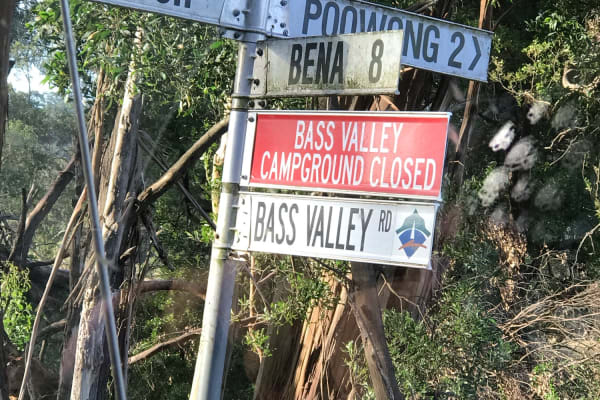 POOWONG 2
BENA 8
BASS VALLEY
CAMPGROUND CLOSED
BASS VALLEY RD